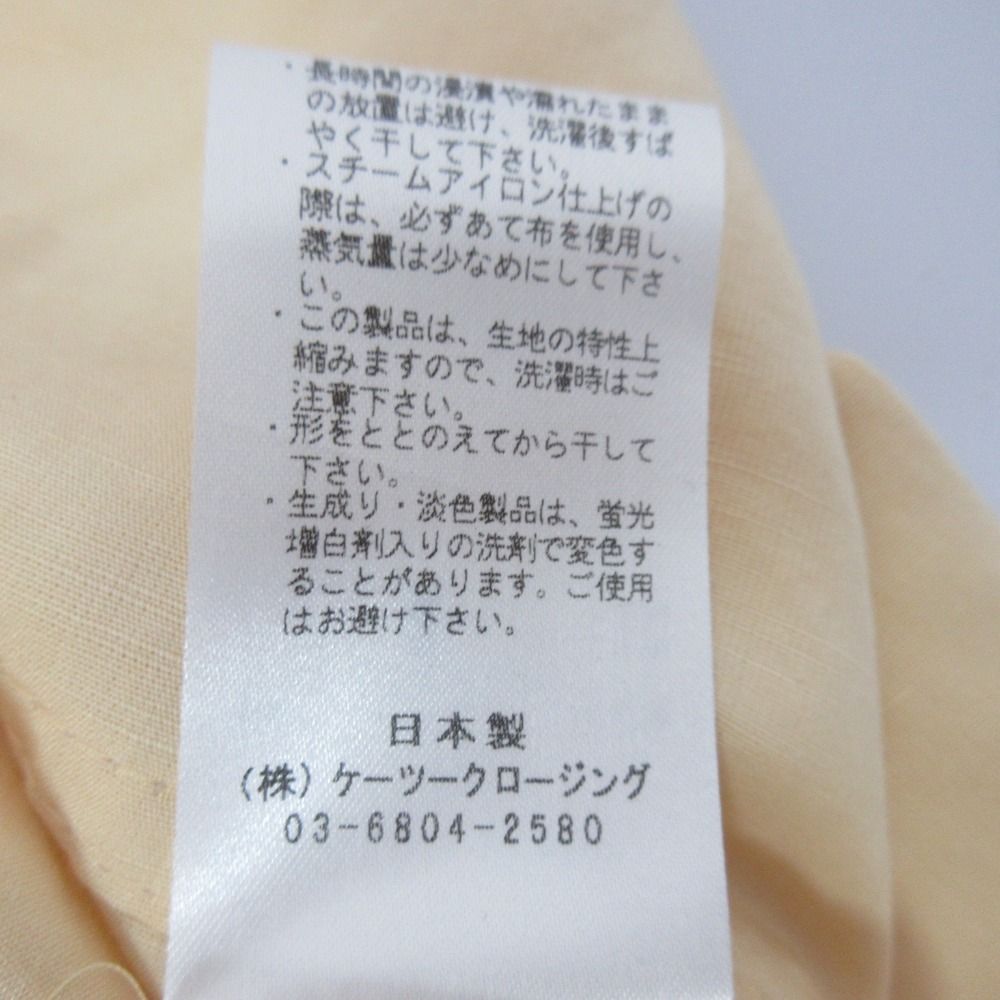 ・長時間の浸漬や濡れたまま
の放置は避け、洗濯後すば
やく干して下さい。
・スチームアイロン仕上げの
際は、必ずあて布を使用し、
蒸気量は少なめにして下さ
い。
・この製品は、生地の特性上
縮みますので、洗濯時はご
注意下さい。
・形をととのえてから干して
下さい。
・生成り・淡色製品は、蛍光
増白剤入りの洗剤で変色す
ることがあります。ご使用
はお避け下さい。
日本製
(株)ケーツークロージング
03-6804-2580